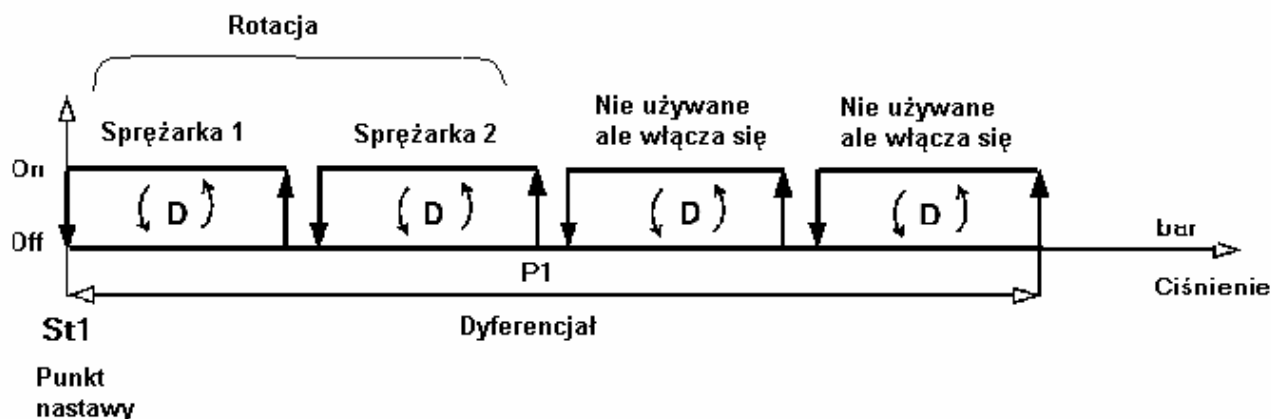 Rotacja
Sprężarka 1
Sprężarka 2
Nie używane
ale włącza się
Nie używane
ale włącza się
On
D
D
D
D
Off
bar
P1
Ciśnienie
St1
Dyferencjał
Punkt
nastawy